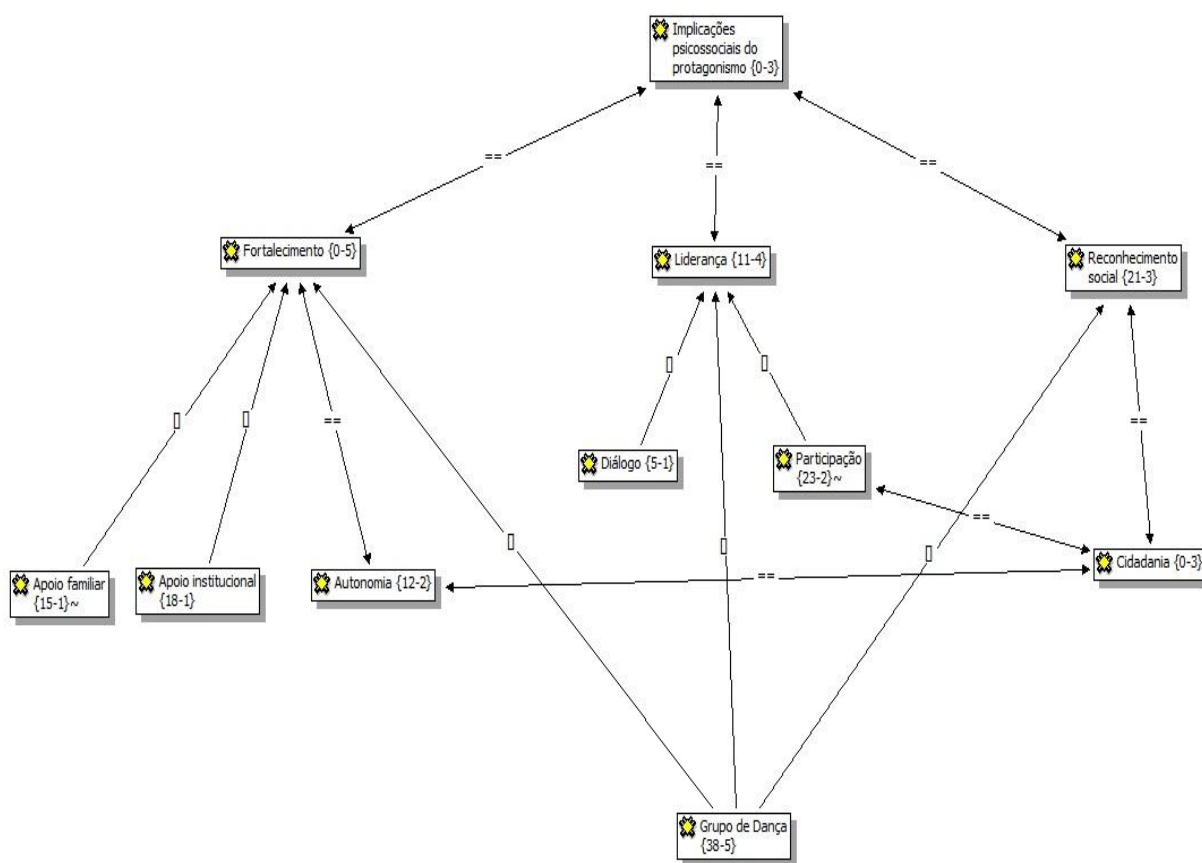 Implicações
psicossociais do
protagonismo {0-3}
==
==
==
Fortalecimento {0-5}
Liderança {11-4}
Reconhecimento
social {21-3}
[]
[]
==
[]
[]
==
Diálogo {5-1}
Participação
{23-2}~
==
[]
[]
[]
Apoio familiar
{15-1}~
Apoio institucional
{18-1}
Autonomia {12-2}
==
Cidadania {0-3}
Grupo de Dança
{38-5}